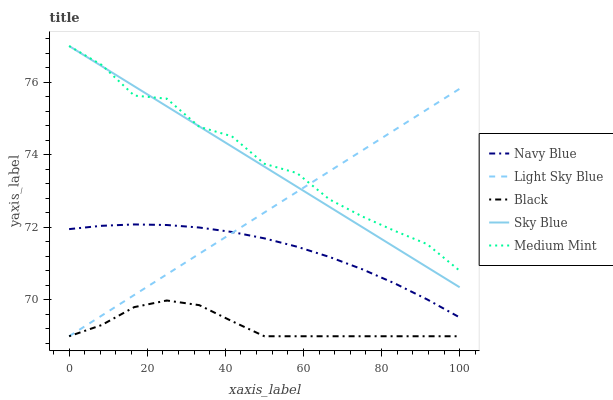 title
76
74
72
70
0 20 40 60 80 100
xaxis_label
yaxis_label
Navy Blue
Light Sky Blue
Black
Sky Blue
Medium Mint